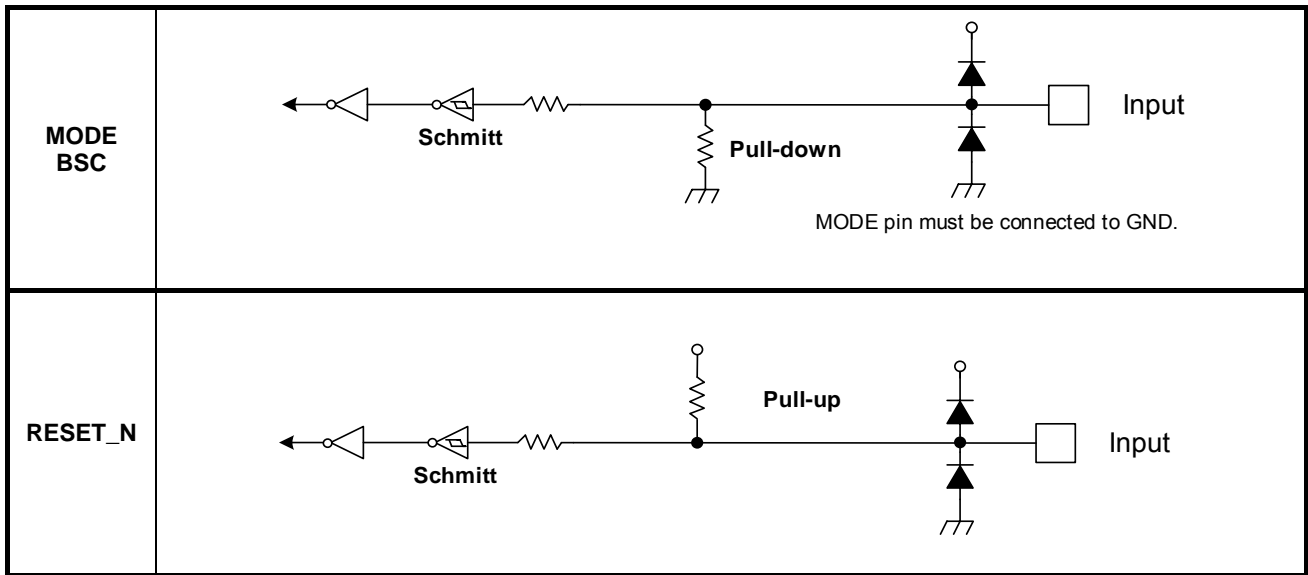 MODE
BSC
Schmitt
Pull-down
Input
MODE pin must be connected to GND.
RESET_N
Schmitt
Pull-up
Input